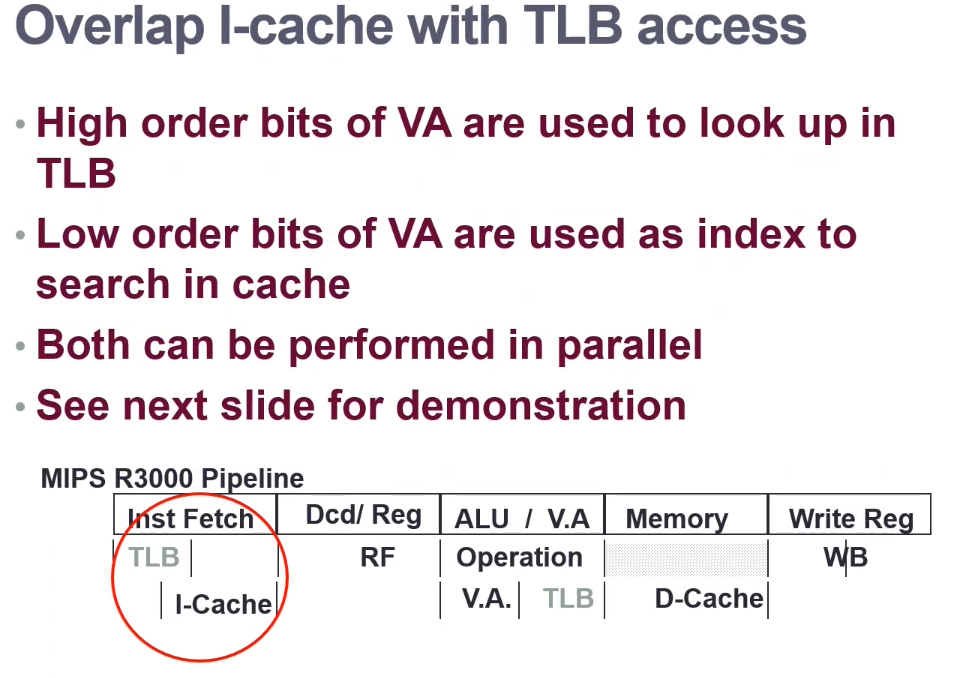 Overlap I-cache with TLB access
• High order bits of VA are used to look up in
TLB
• Low order bits of VA are used as index to
search in cache
• Both can be performed in parallel
• See next slide for demonstration
MIPS R3000 Pipeline
Inst Fetch Dcd/ Reg ALU / V.A Memory Write Reg
TLB RF Operation WB
I-Cache V.A. TLB D-Cache